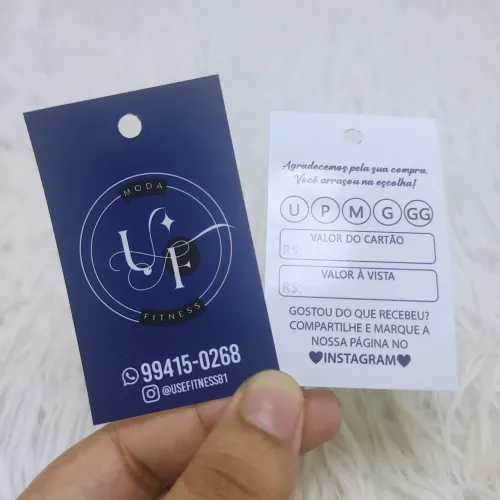 MODA
UF
FITNESS
99415-0268
@USEFITNESS81
Agradecemos pela sua compra.
Você arrasou na escolha!
U P M G GG
VALOR DO CARTÃO
R$:
VALOR À VISTA
R$:
GOSTOU DO QUE RECEBEU?
COMPARTILHE E MARQUE A
NOSSA PÁGINA NO
INSTAGRAM